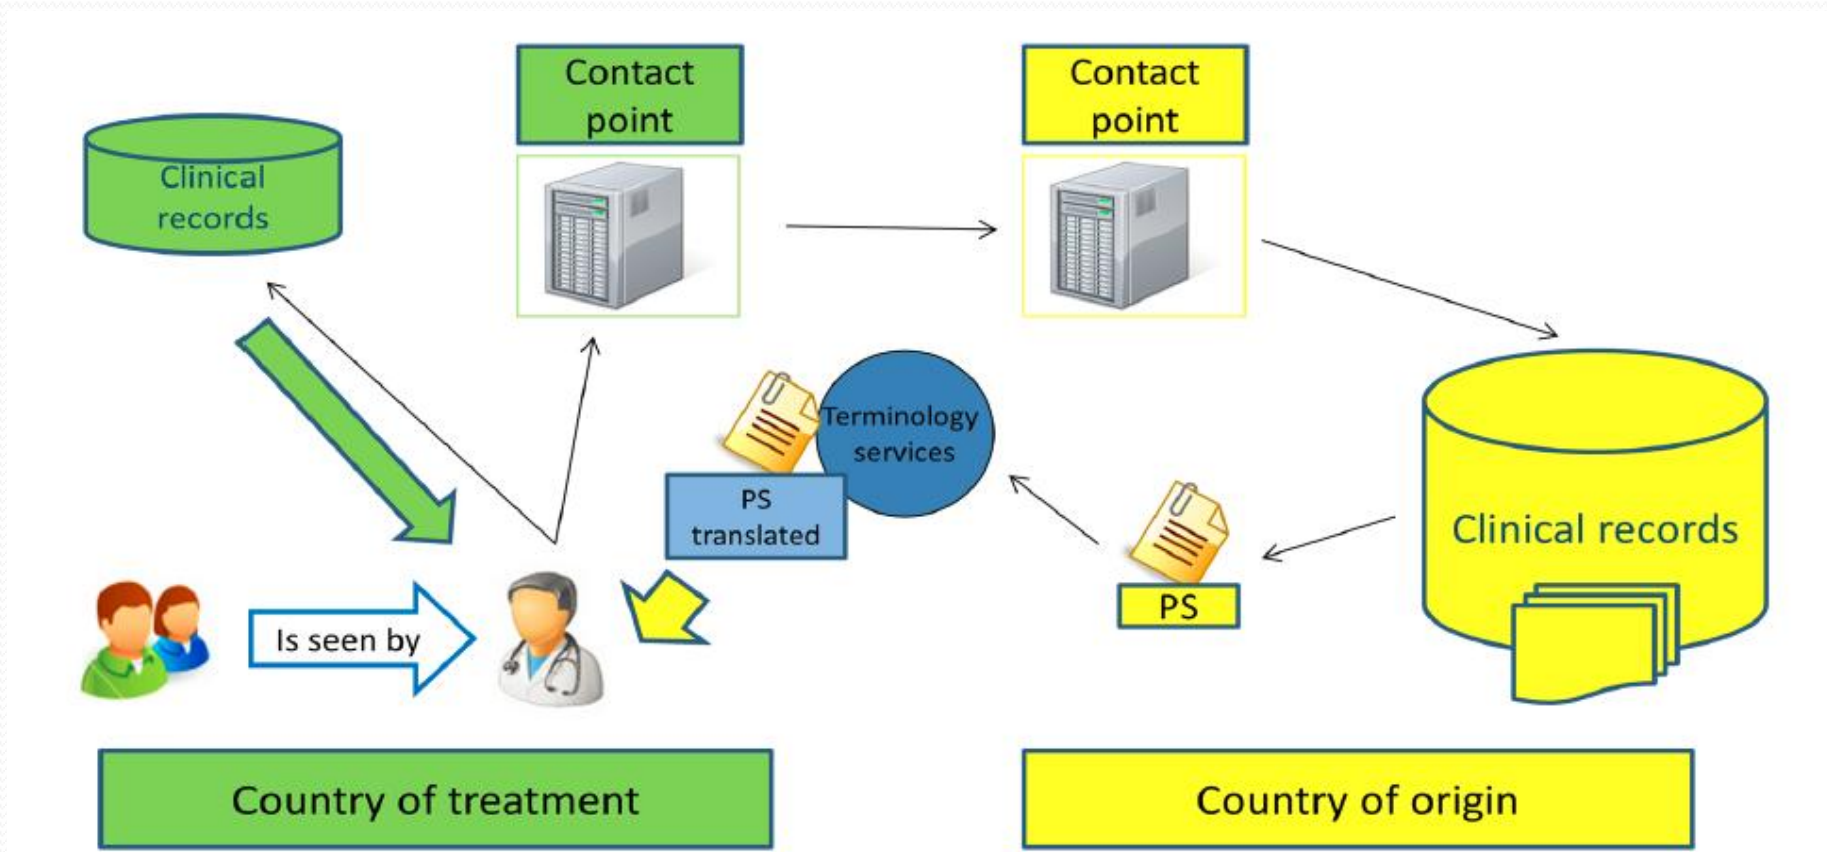 Contact
point
Contact
point
Clinical
records
Terminology
services
PS
translated
Clinical records
PS
Is seen by
Country of treatment
Country of origin